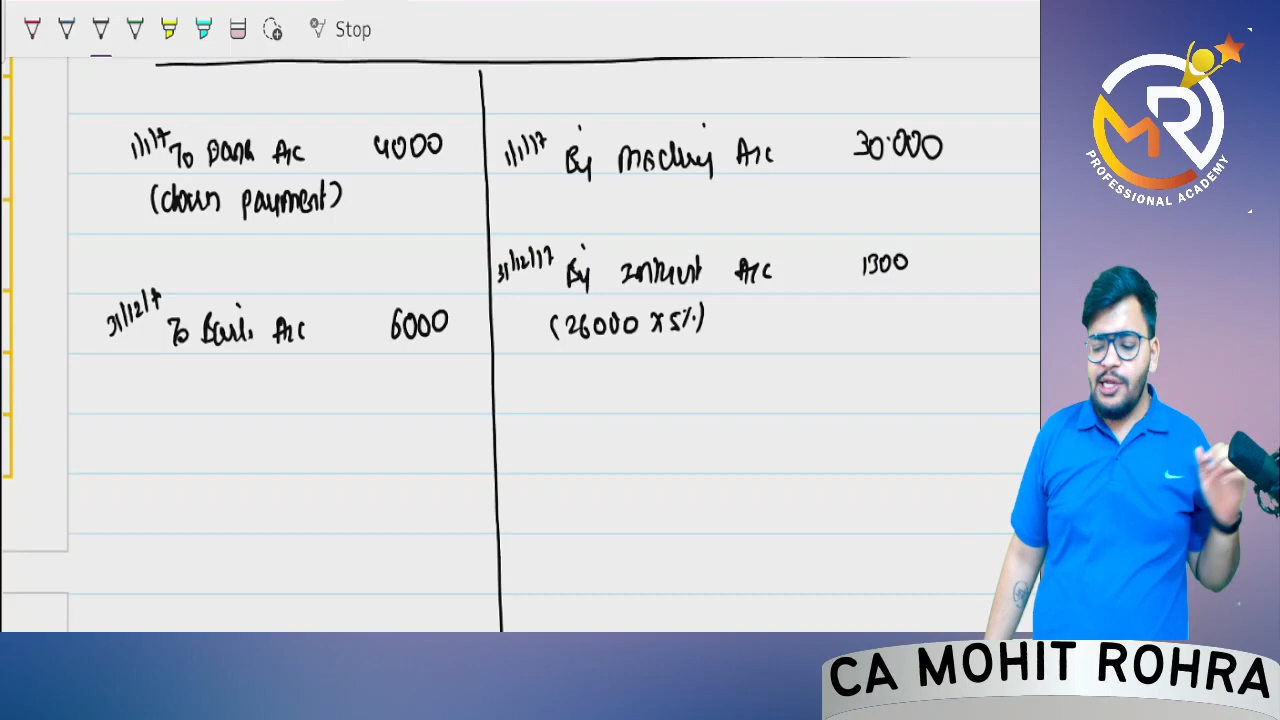 Stop
1/1/17 To Bank A/c 4000
(down payment)
31/12/17 To Bank A/c 6000
1/1/17 By Machinery A/c 30,000
31/12/17 By Interest A/c 1300
(26000 x 5%)
MR
PROFESSIONAL ACADEMY
CA MOHIT ROHRA